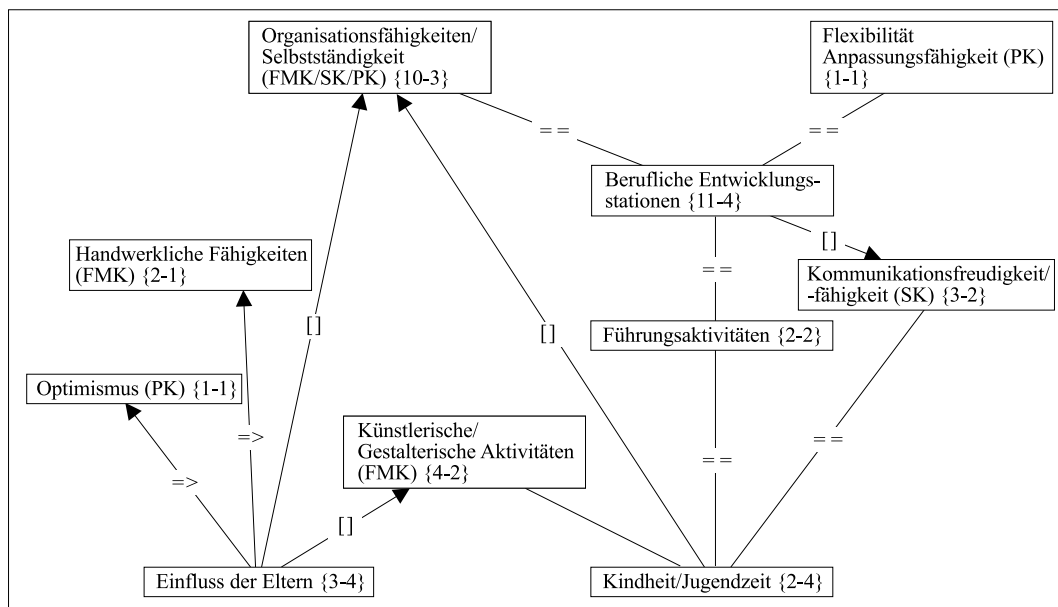 Organisationsfähigkeiten/
Selbstständigkeit
(FMK/SK/PK) {10-3}
Flexibilität
Anpassungsfähigkeit (PK)
{1-1}
==
==
Berufliche Entwicklungs-
stationen {11-4}
[]
Handwerkliche Fähigkeiten
(FMK) {2-1}
==
Kommunikationsfreudigkeit/
-fähigkeit (SK) {3-2}
[]
[]
Führungsaktivitäten {2-2}
Optimismus (PK) {1-1}
=>
Künstlerische/
Gestalterische Aktivitäten
(FMK) {4-2}
==
==
=>
[]
Einfluss der Eltern {3-4}
Kindheit/Jugendzeit {2-4}